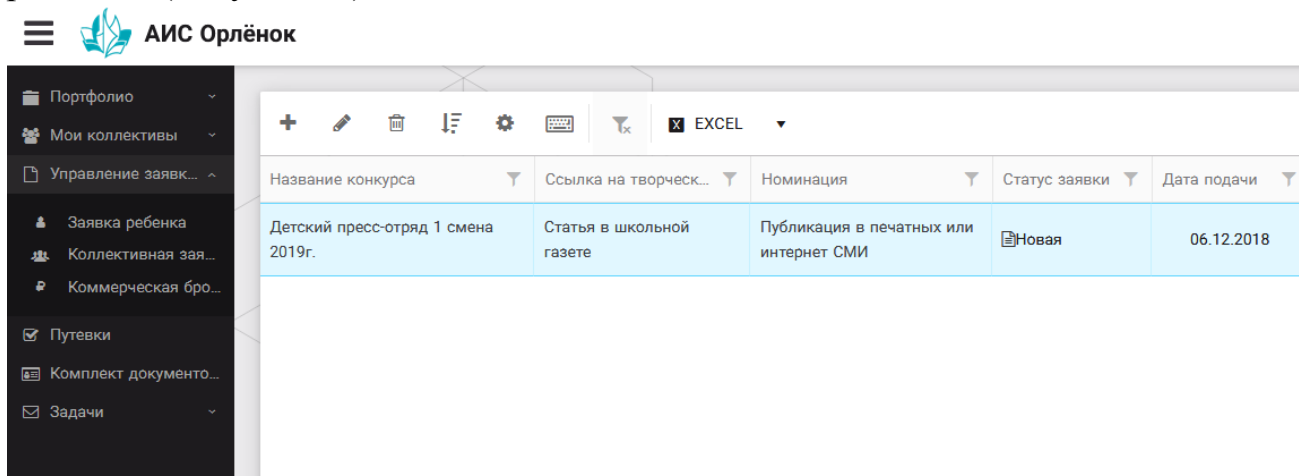 АИС Орлёнок
Портфолио
Мои коллективы
Управление заявк...
Заявка ребенка
Коллективная зая...
Коммерческая бро...
Путевки
Комплект документо...
Задачи
EXCEL
Название конкурса
Ссылка на творческ...
Номинация
Статус заявки
Дата подачи
Детский пресс-отряд 1 смена
2019г.
Статья в школьной
газете
Публикация в печатных или
интернет СМИ
Новая
06.12.2018